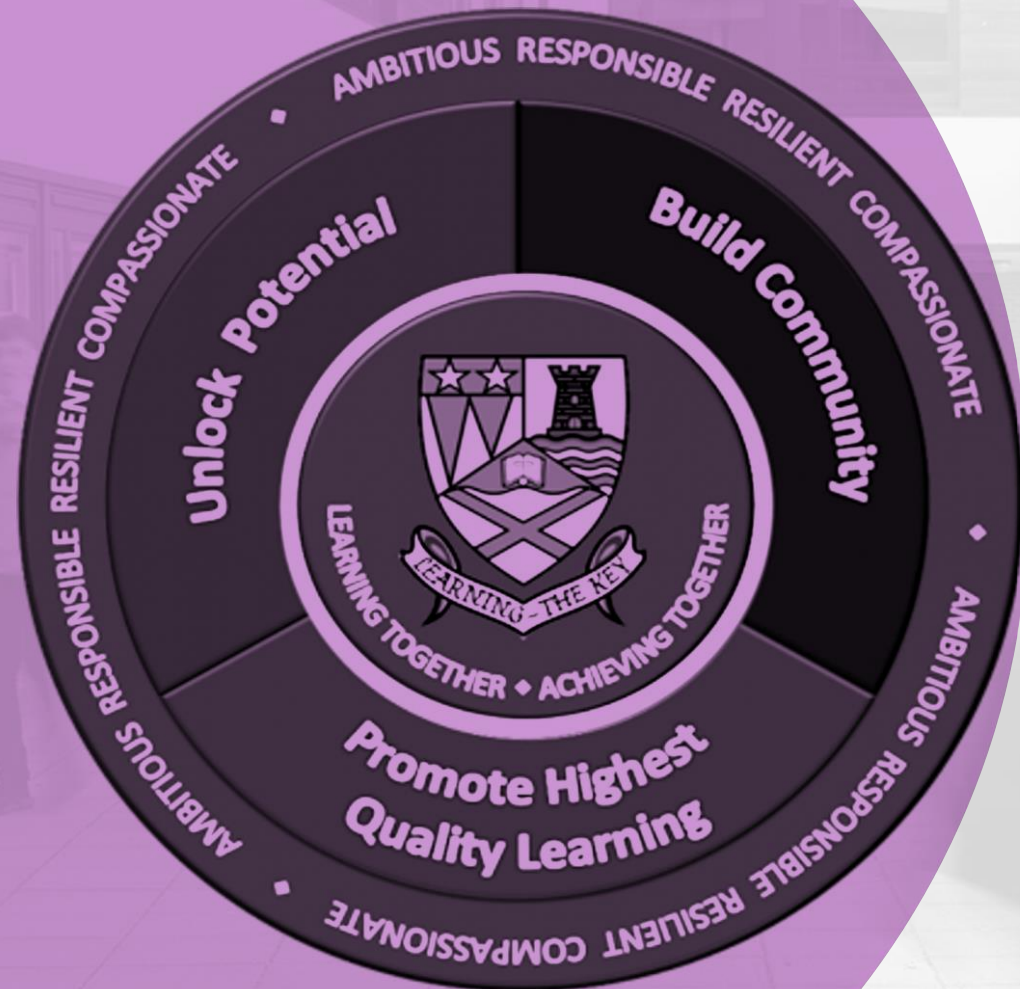 AMBITIOUS RESPONSIBLE RESILIENT COMPASSIONATE
AMBITIOUS RESPONSIBLE RESILIENT COMPASSIONATE
AMBITIOUS RESPONSIBLE RESILIENT COMPASSIONATE
Unlock Potential
Build Community
Promote Highest
Quality Learning
LEARNING - THE KEY
LEARNING TOGETHER ◆ ACHIEVING TOGETHER